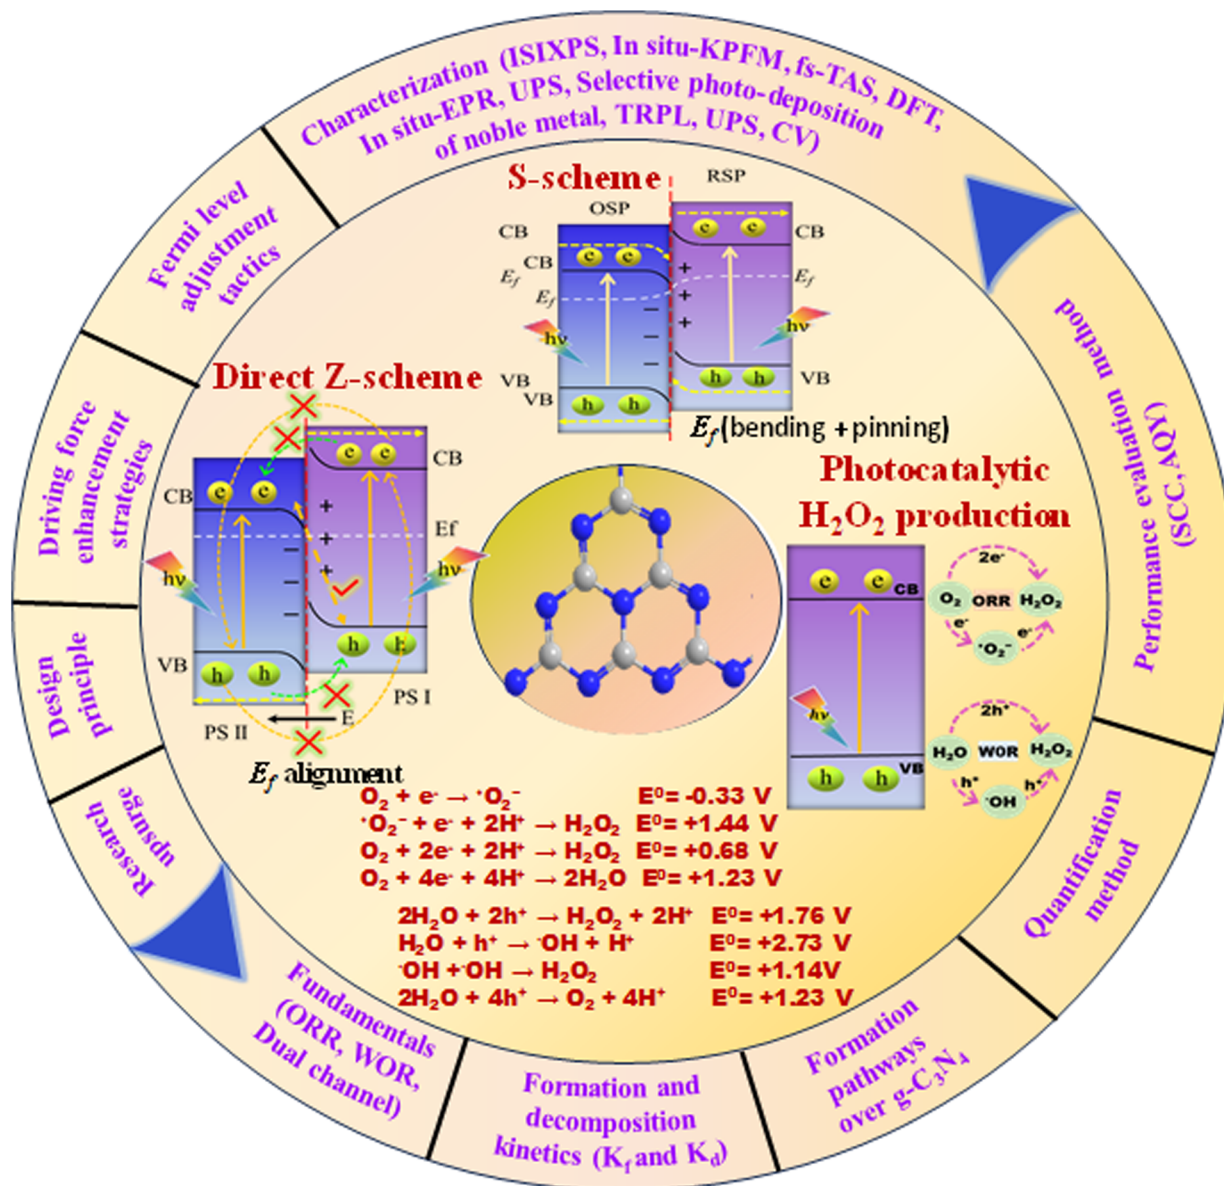 Characterization (ISIXPS, In situ-KPFM, fs-TAS, DFT,
In situ-EPR, UPS, Selective photo-deposition
of noble metal, TRPL, UPS, CV)
Fermi level
adjustment
tactics
Driving force
enhancement
strategies
Design
principle
Research
upsurge
Fundamentals
(ORR, WOR,
Dual channel)
Formation and
decomposition
kinetics (Kf and Kd)
Formation
pathways
over g-C3N4
Quantification
method
Performance evaluation method
(SCC, AQY)
S-scheme
OSP
RSP
CB
CB
CB
Ef
Ef
Ef
e
e
e
e
+
+
+
−
−
−
hν
hν
VB
VB
VB
h
h
h
h
Ef (bending + pinning)
Direct Z-scheme
CB
CB
e
e
e
e
Ef
+
+
+
−
−
−
hν
hν
VB
h
h
h
h
PS II
PS I
E
Ef alignment
Photocatalytic
H2O2 production
e
e
CB
hν
VB
h
h
2e-
O2 ORR H2O2
e-
e-
·O2−
2h+
H2O WOR H2O2
h+
h+
·OH
O2 + e- → ·O2− E0= -0.33 V
·O2− + e- + 2H+ → H2O2 E0= +1.44 V
O2 + 2e- + 2H+ → H2O2 E0= +0.68 V
O2 + 4e- + 4H+ → 2H2O E0= +1.23 V
2H2O + 2h+ → H2O2 + 2H+ E0= +1.76 V
H2O + h+ → ·OH + H+ E0= +2.73 V
·OH + ·OH → H2O2 E0= +1.14V
2H2O + 4h+ → O2 + 4H+ E0= +1.23 V